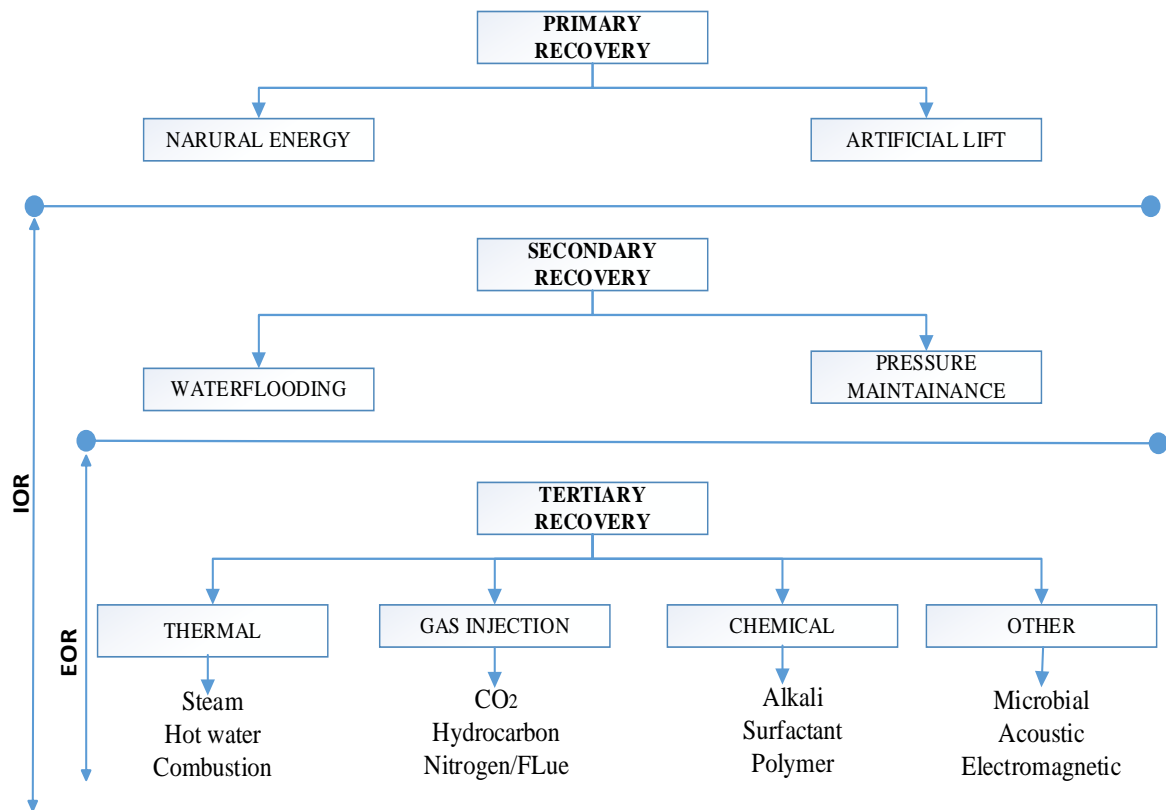 PRIMARY
RECOVERY
NARURAL ENERGY
ARTIFICIAL LIFT
SECONDARY
RECOVERY
WATERFLOODING
PRESSURE
MAINTAINANCE
IOR
TERTIARY
RECOVERY
EOR
THERMAL
GAS INJECTION
CHEMICAL
OTHER
Steam
Hot water
Combustion
CO2
Hydrocarbon
Nitrogen/FLue
Alkali
Surfactant
Polymer
Microbial
Acoustic
Electromagnetic